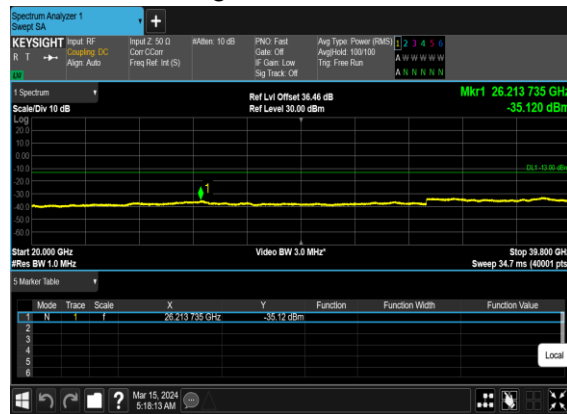 Spectrum Analyzer 1
Swept SA
+
KEYSIGHT Input: RF Input Z: 50 Ω #Atten: 10 dB PNO: Fast Avg Type: Power (RMS) 1 2 3 4 5 6
R T Coupling: DC Corr CCorr Gate: Off Avg|Hold: 100/100 A W W W W W
Align: Auto Freq Ref: Int (S) IF Gain: Low Trig: Free Run
Sig Track: Off A N N N N N
1 Spectrum Ref Lvl Offset 36.46 dB Mkr1 26.213 735 GHz
Scale/Div 10 dB Ref Level 30.00 dBm -35.120 dBm
Log
20.0
10.0
0.00
-10.0 DL1 -13.00 dBm
-20.0
-30.0 1
-40.0
-50.0
-60.0
Start 20.000 GHz Video BW 3.0 MHz* Stop 39.800 GHz
#Res BW 1.0 MHz Sweep 34.7 ms (40001 pts
5 Marker Table
Mode Trace Scale X Y Function Function Width Function Value
1 N 1 f 26.213 735 GHz -35.12 dBm
2
3
4
5
6
Local
? Mar 15, 2024
5:18:13 AM